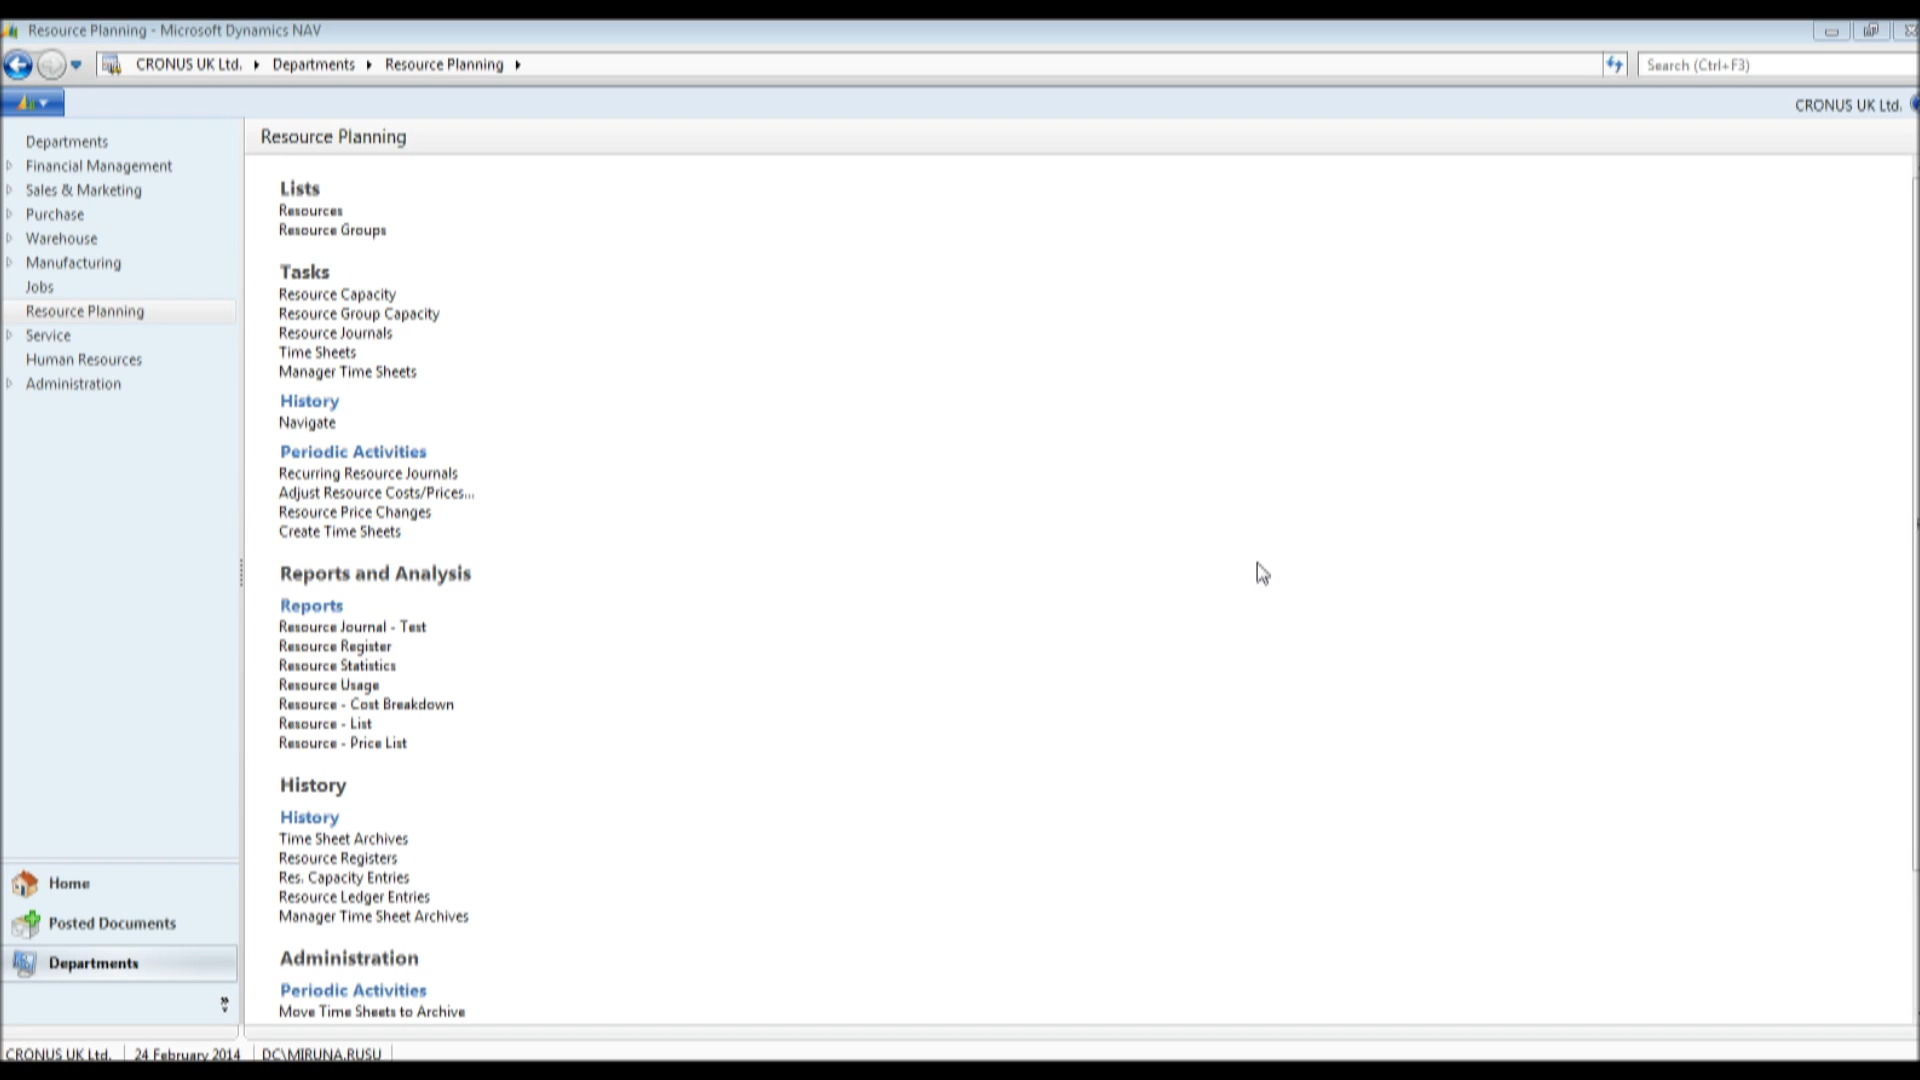 Resource Planning - Microsoft Dynamics NAV
CRONUS UK Ltd. Departments Resource Planning
Search (Ctrl+F3)
CRONUS UK Ltd.
Departments
Financial Management
Sales & Marketing
Purchase
Warehouse
Manufacturing
Jobs
Resource Planning
Service
Human Resources
Administration
Home
Posted Documents
Departments
Resource Planning
Lists
Resources
Resource Groups
Tasks
Resource Capacity
Resource Group Capacity
Resource Journals
Time Sheets
Manager Time Sheets
History
Navigate
Periodic Activities
Recurring Resource Journals
Adjust Resource Costs/Prices...
Resource Price Changes
Create Time Sheets
Reports and Analysis
Reports
Resource Journal - Test
Resource Register
Resource Statistics
Resource Usage
Resource - Cost Breakdown
Resource - List
Resource - Price List
History
History
Time Sheet Archives
Resource Registers
Res. Capacity Entries
Resource Ledger Entries
Manager Time Sheet Archives
Administration
Periodic Activities
Move Time Sheets to Archive
CRONUS UK Ltd. 24 February 2014 DC\MIRUNA.RUSU